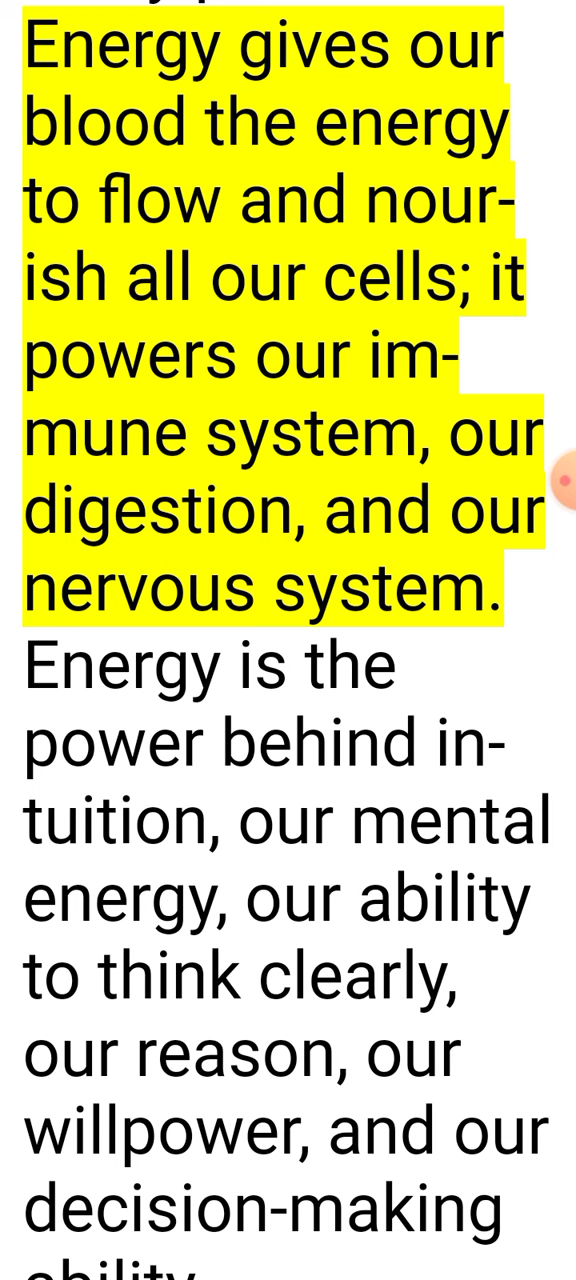 Energy gives our
blood the energy
to flow and nour-
ish all our cells; it
powers our im-
mune system, our
digestion, and our
nervous system.
Energy is the
power behind in-
tuition, our mental
energy, our ability
to think clearly,
our reason, our
willpower, and our
decision-making
ability